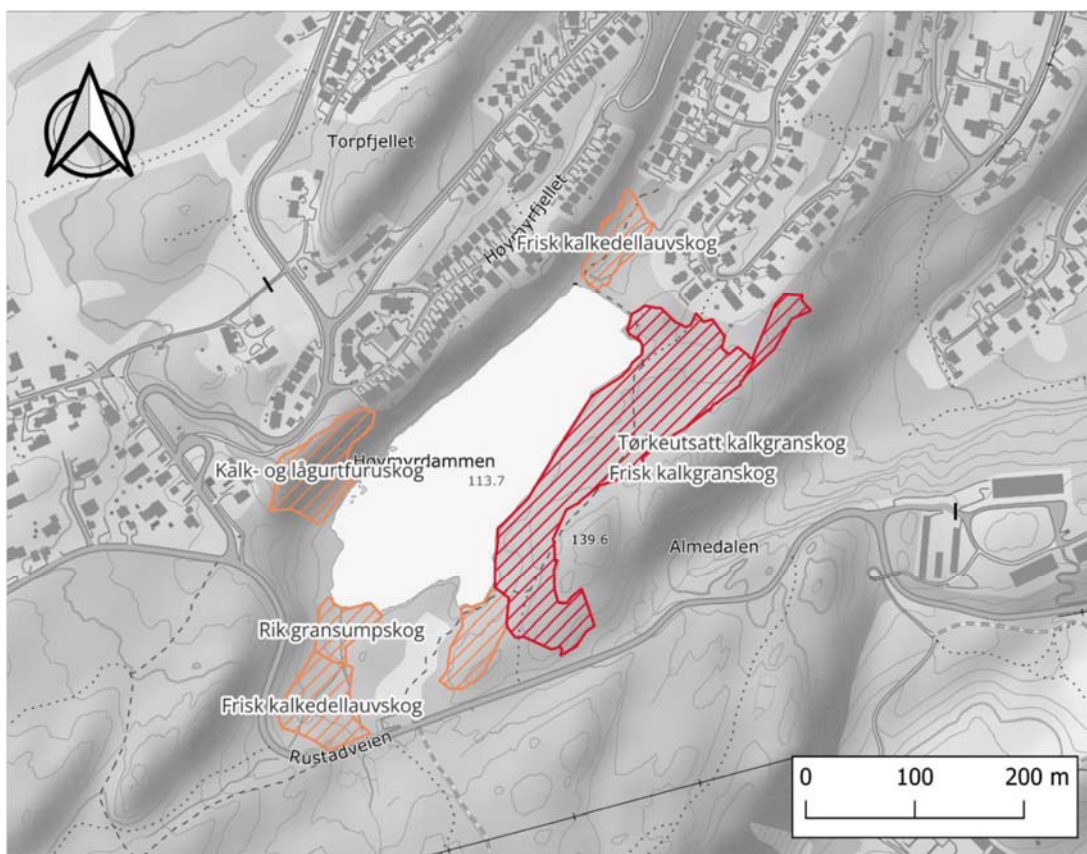 Torpfjellet
Høymyrfjellet
Frisk kalkedellauvskog
Tørkeutsatt kalkgranskog
Høymyrdammen
Kalk- og lågurtfuruskog
113.7
Frisk kalkgranskog
139.6
Almedalen
Rik gransumpskog
Frisk kalkedellauvskog
Rustadveien
0 100 200 m